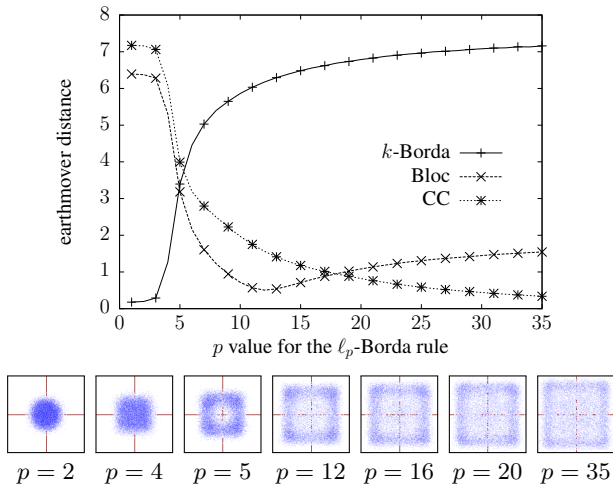 8
7
6
5
4
3
2
1
0
earthmover distance
k-Borda
Bloc
CC
0 5 10 15 20 25 30 35
p value for the ℓp-Borda rule
p = 2 p = 4 p = 5 p = 12 p = 16 p = 20 p = 35